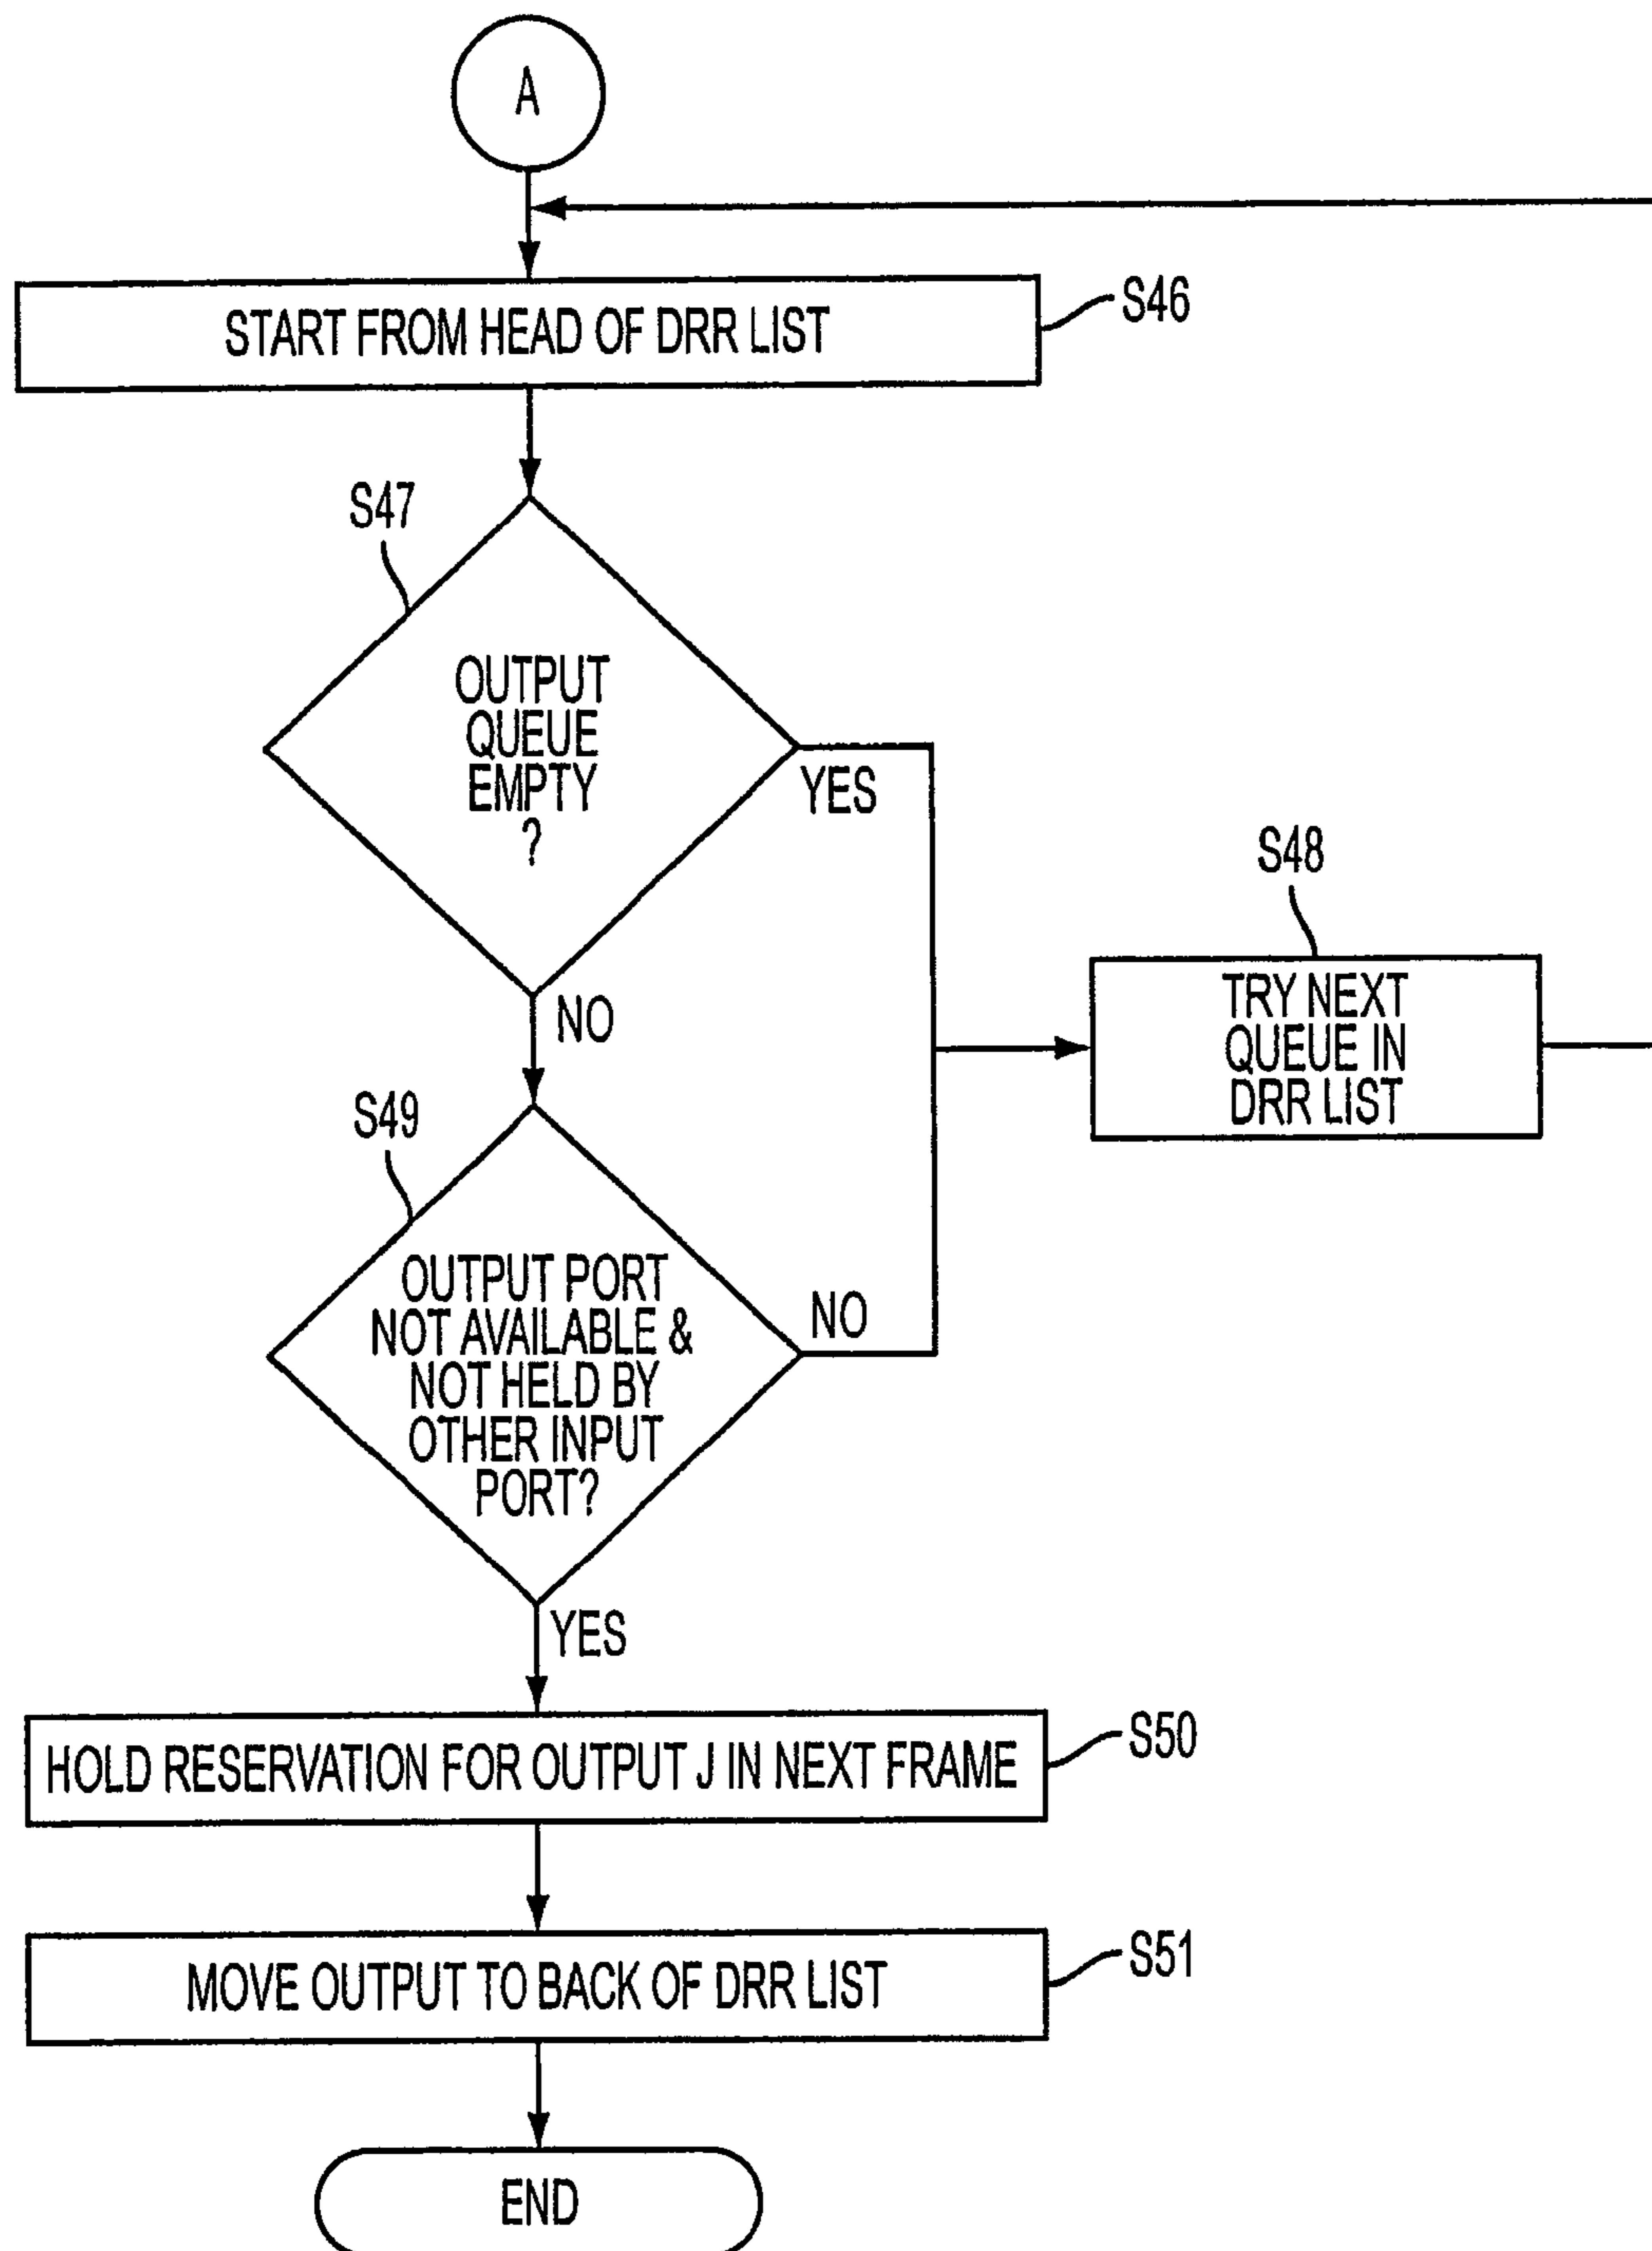 A
START FROM HEAD OF DRR LIST
S46
S47
OUTPUT
QUEUE
EMPTY
?
YES
NO
S48
TRY NEXT
QUEUE IN
DRR LIST
S49
OUTPUT PORT
NOT AVAILABLE &
NOT HELD BY
OTHER INPUT
PORT?
NO
YES
HOLD RESERVATION FOR OUTPUT J IN NEXT FRAME
S50
MOVE OUTPUT TO BACK OF DRR LIST
S51
END